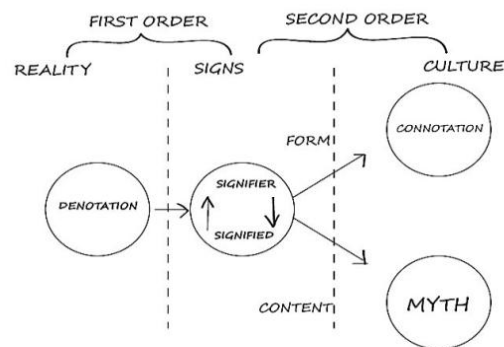 FIRST ORDER
SECOND ORDER
REALITY
SIGNS
CULTURE
FORM
CONNOTATION
DENOTATION
SIGNIFIER
SIGNIFIED
CONTENT
MYTH